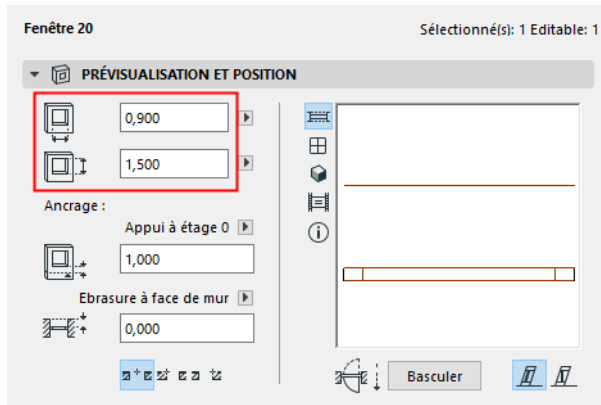 Fenêtre 20
Sélectionné(s): 1 Editable: 1
PRÉVISUALISATION ET POSITION
0,900
1,500
Ancrage :
Appui à étage 0
1,000
Ebrasure à face de mur
0,000
Basculer